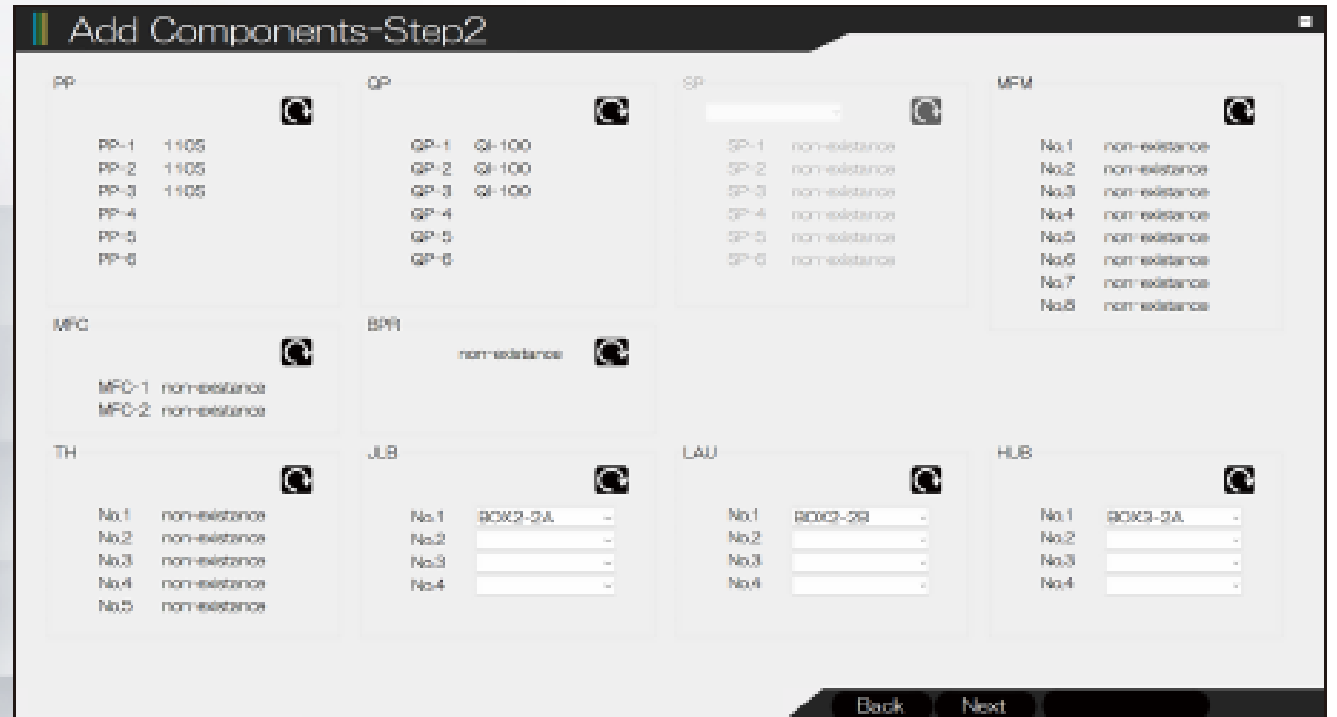 Add Components-Step2
PP
PP-1 1105
PP-2 1105
PP-3 1105
PP-4
PP-5
PP-6
QP
QP-1 QI-100
QP-2 QI-100
QP-3 QI-100
QP-4
QP-5
QP-6
SP
SP-1 non-existance
SP-2 non-existance
SP-3 non-existance
SP-4 non-existance
SP-5 non-existance
SP-6 non-existance
MFM
No.1 non-existance
No.2 non-existance
No.3 non-existance
No.4 non-existance
No.5 non-existance
No.6 non-existance
No.7 non-existance
No.8 non-existance
MFC
MFC-1 non-existance
MFC-2 non-existance
BPR
non-existance
TH
No.1 non-existance
No.2 non-existance
No.3 non-existance
No.4 non-existance
No.5 non-existance
JLB
No.1 BOX2-2A
No.2
No.3
No.4
LAU
No.1 BOX2-2B
No.2
No.3
No.4
HUB
No.1
No.2
No.3
No.4
Back Next